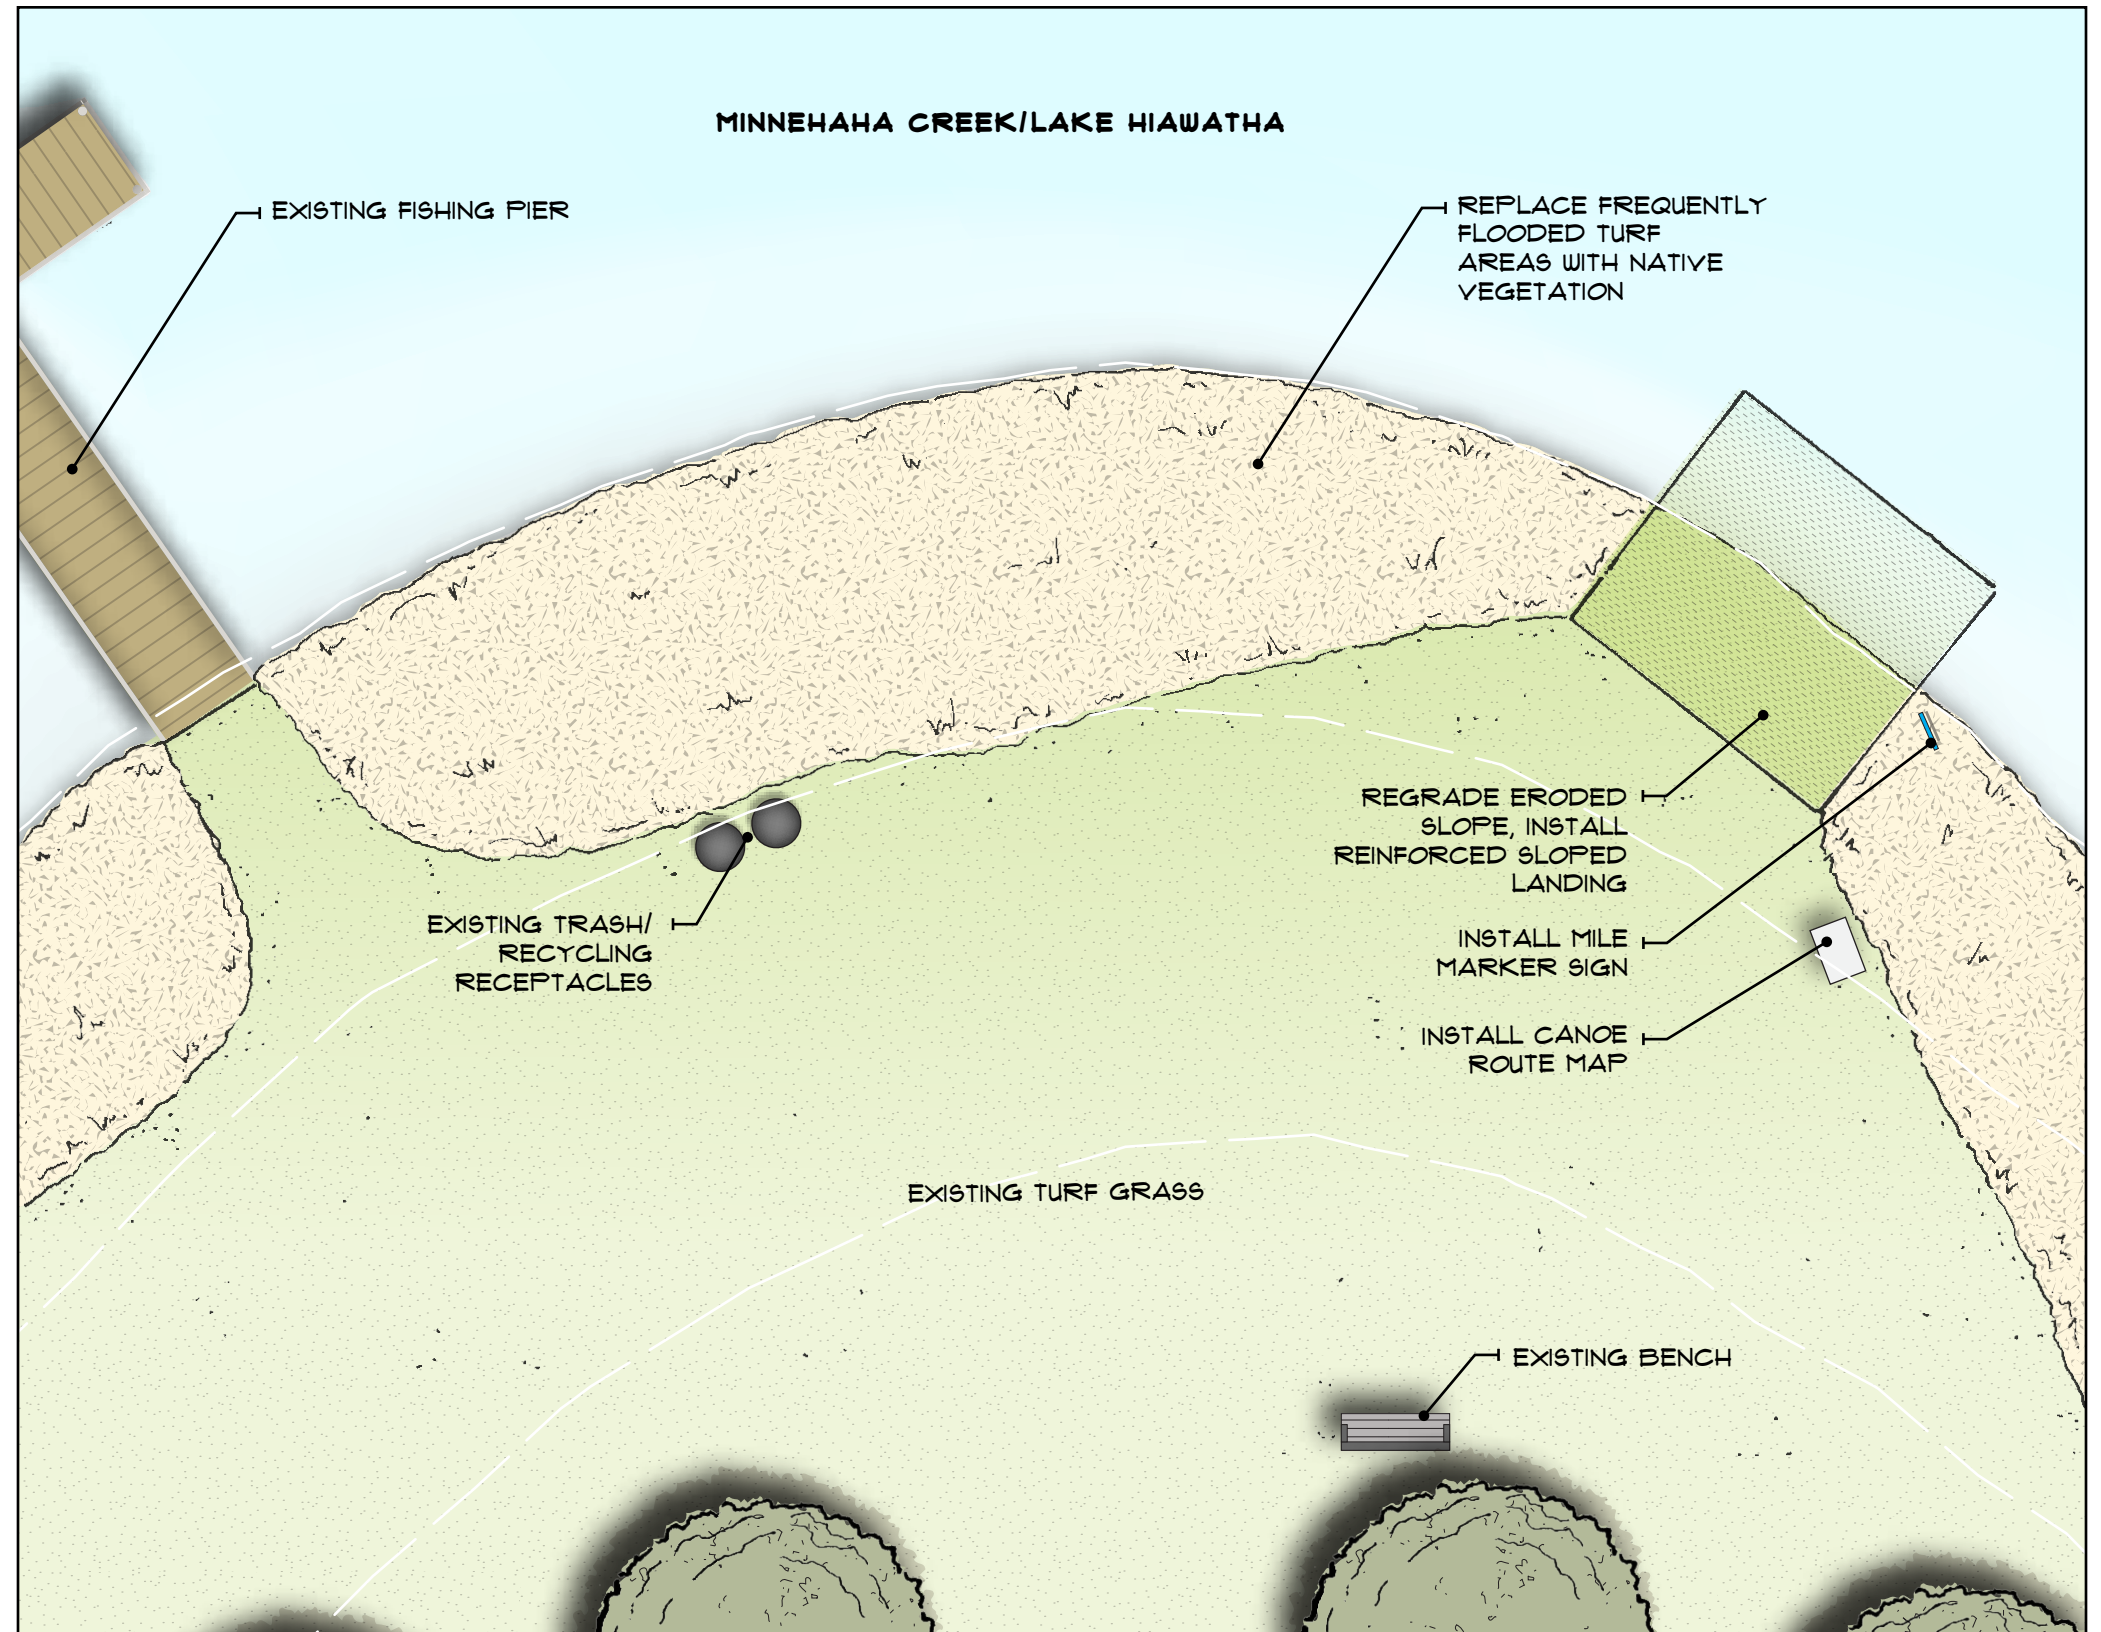 MINNEHAHA CREEK/LAKE HIAWATHA
EXISTING FISHING PIER
REPLACE FREQUENTLY
FLOODED TURF
AREAS WITH NATIVE
VEGETATION
REGRADE ERODED
SLOPE, INSTALL
REINFORCED SLOPED
LANDING
EXISTING TRASH/
RECYCLING
RECEPTACLES
INSTALL MILE
MARKER SIGN
INSTALL CANOE
ROUTE MAP
EXISTING TURF GRASS
EXISTING BENCH